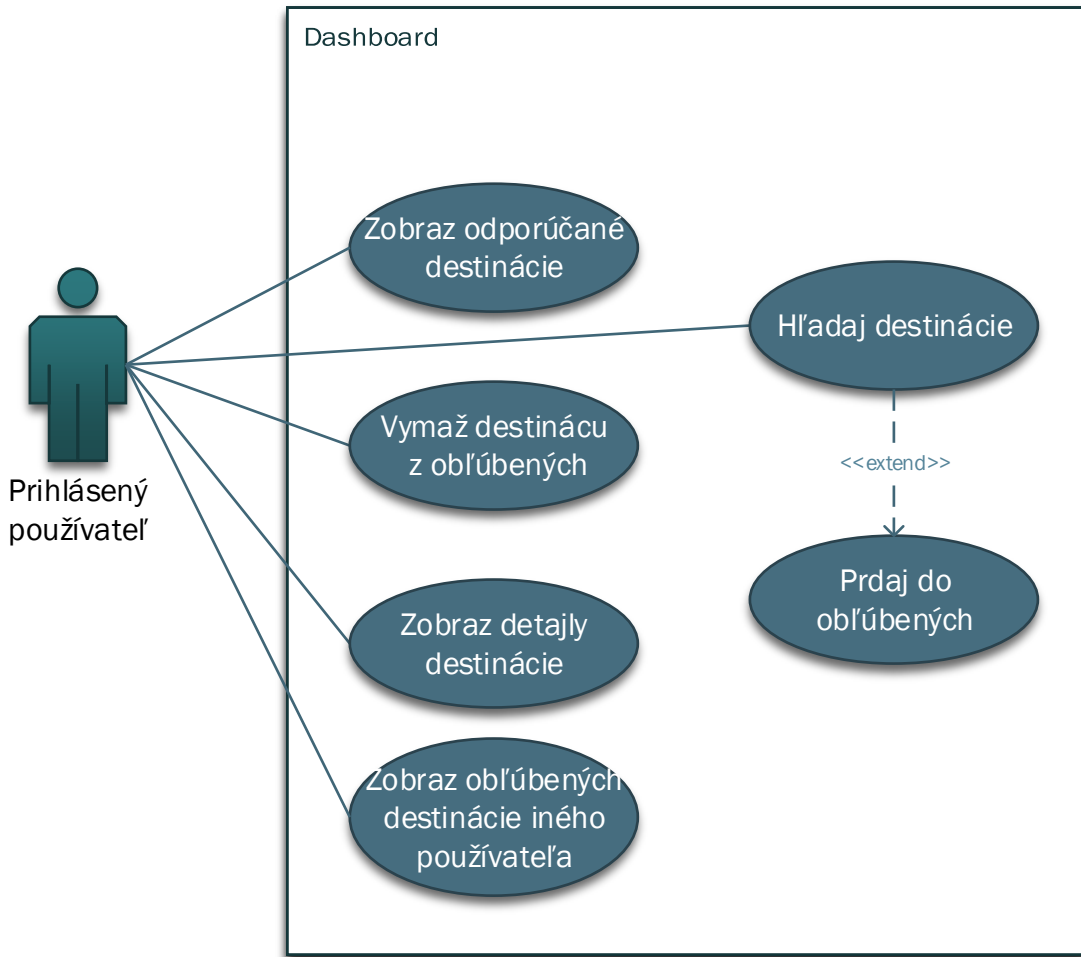 Dashboard
Zobraz odporúčané
destinácie
Hľadaj destinácie
Vymaž destinácu
z obľúbených
<<extend>>
Prihlásený
používateľ
Prdaj do
obľúbených
Zobraz detajly
destinácie
Zobraz obľúbených
destinácie iného
používateľa